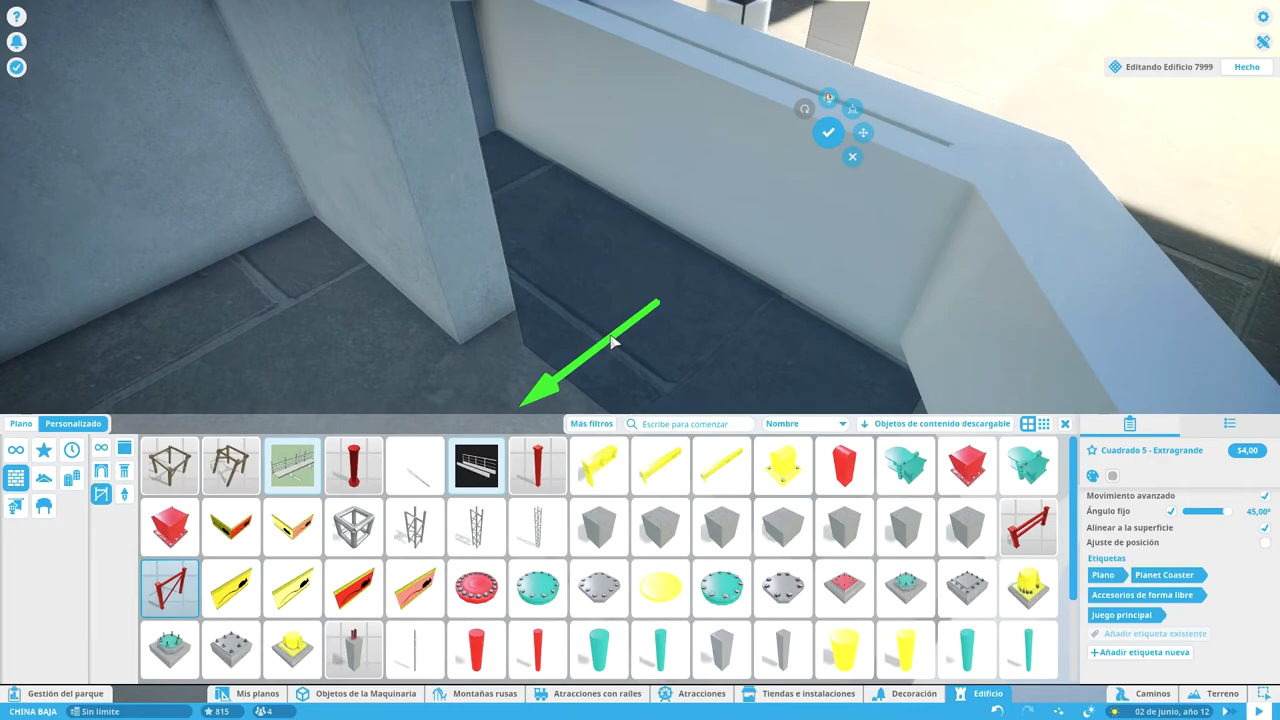 ?
Editando Edificio 7999
Hecho
Plano
Personalizado
Más filtros
Escribe para comenzar
Nombre
Objetos de contenido descargable
Cuadrado 5 - Extragrande
$4,00
Movimiento avanzado
Ángulo fijo
45,00°
Alinear a la superficie
Ajuste de posición
Etiquetas
Plano
Planet Coaster
Accesorios de forma libre
Juego principal
Añadir etiqueta existente
+Añadir etiqueta nueva
Gestión del parque
Mis planos
Objetos de la Maquinaria
Montañas rusas
Atracciones con raíles
Atracciones
Tiendas e instalaciones
Decoración
Edificio
Caminos
Terreno
CHINA BAJA
Sin límite
815
4
02 de junio, año 12